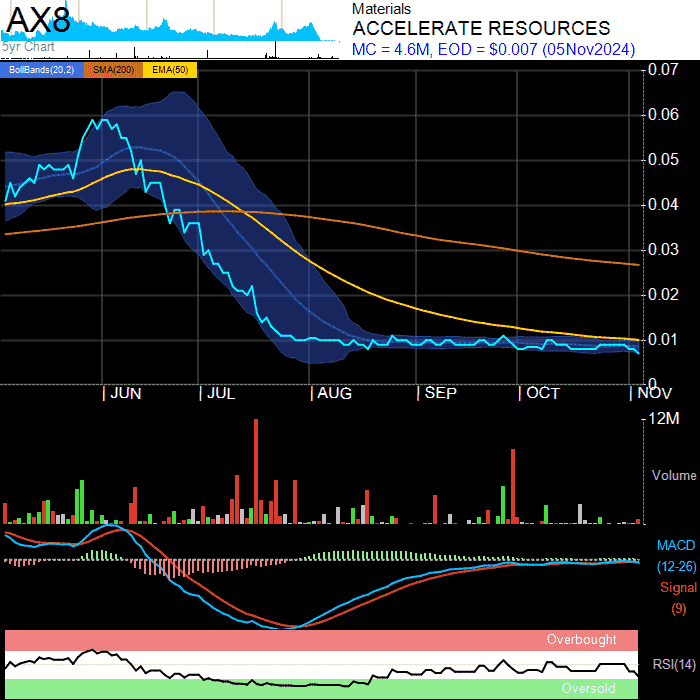 AX8
5yr Chart
Materials
ACCELERATE RESOURCES
MC = 4.6M, EOD = $0.007 (05Nov2024)
BollBands(20,2) SMA(200) EMA(50)
0.07
0.06
0.05
0.04
0.03
0.02
0.01
0
JUN JUL AUG SEP OCT NOV
12M
Volume
MACD
(12-26)
Signal
(9)
Overbought
RSI(14)
Oversold